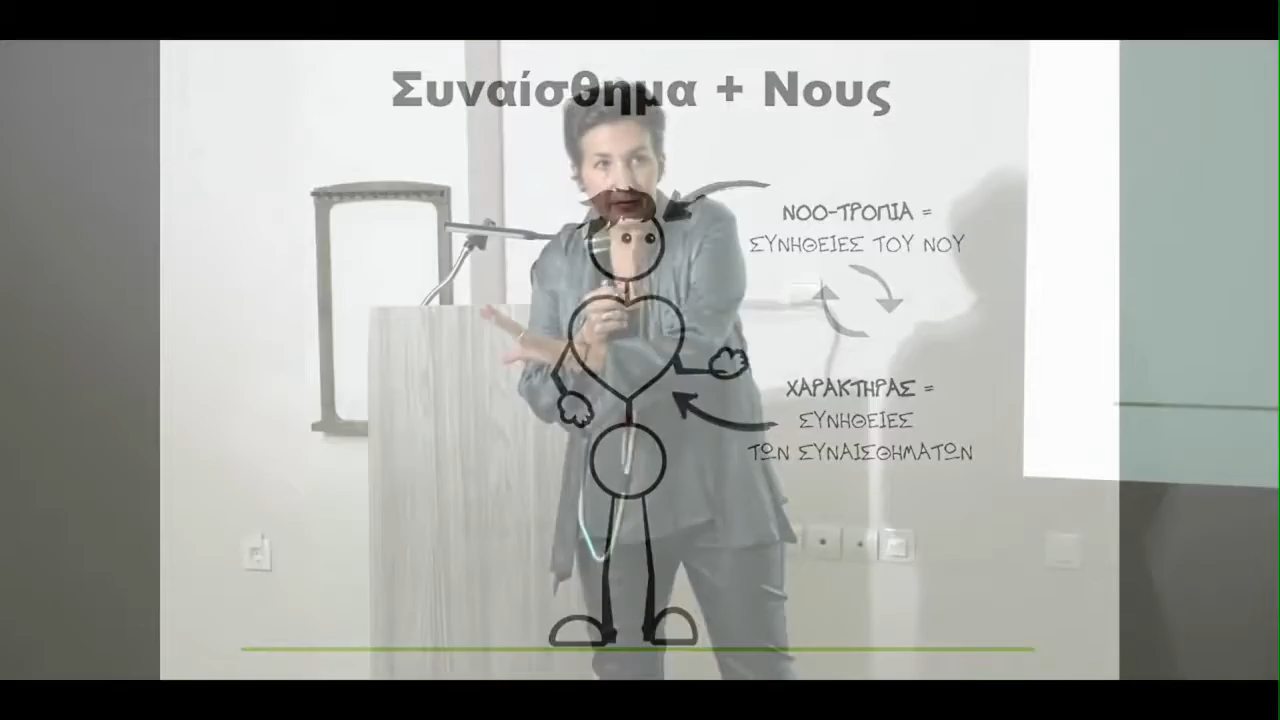 Συναίσθημα + Νους
ΝΟΟ-ΤΡΟΠΙΑ =
ΣΥΝΗΘΕΙΕΣ ΤΟΥ ΝΟΥ
ΧΑΡΑΚΤΗΡΑΣ =
ΣΥΝΗΘΕΙΕΣ
ΤΩΝ ΣΥΝΑΙΣΘΗΜΑΤΩΝ